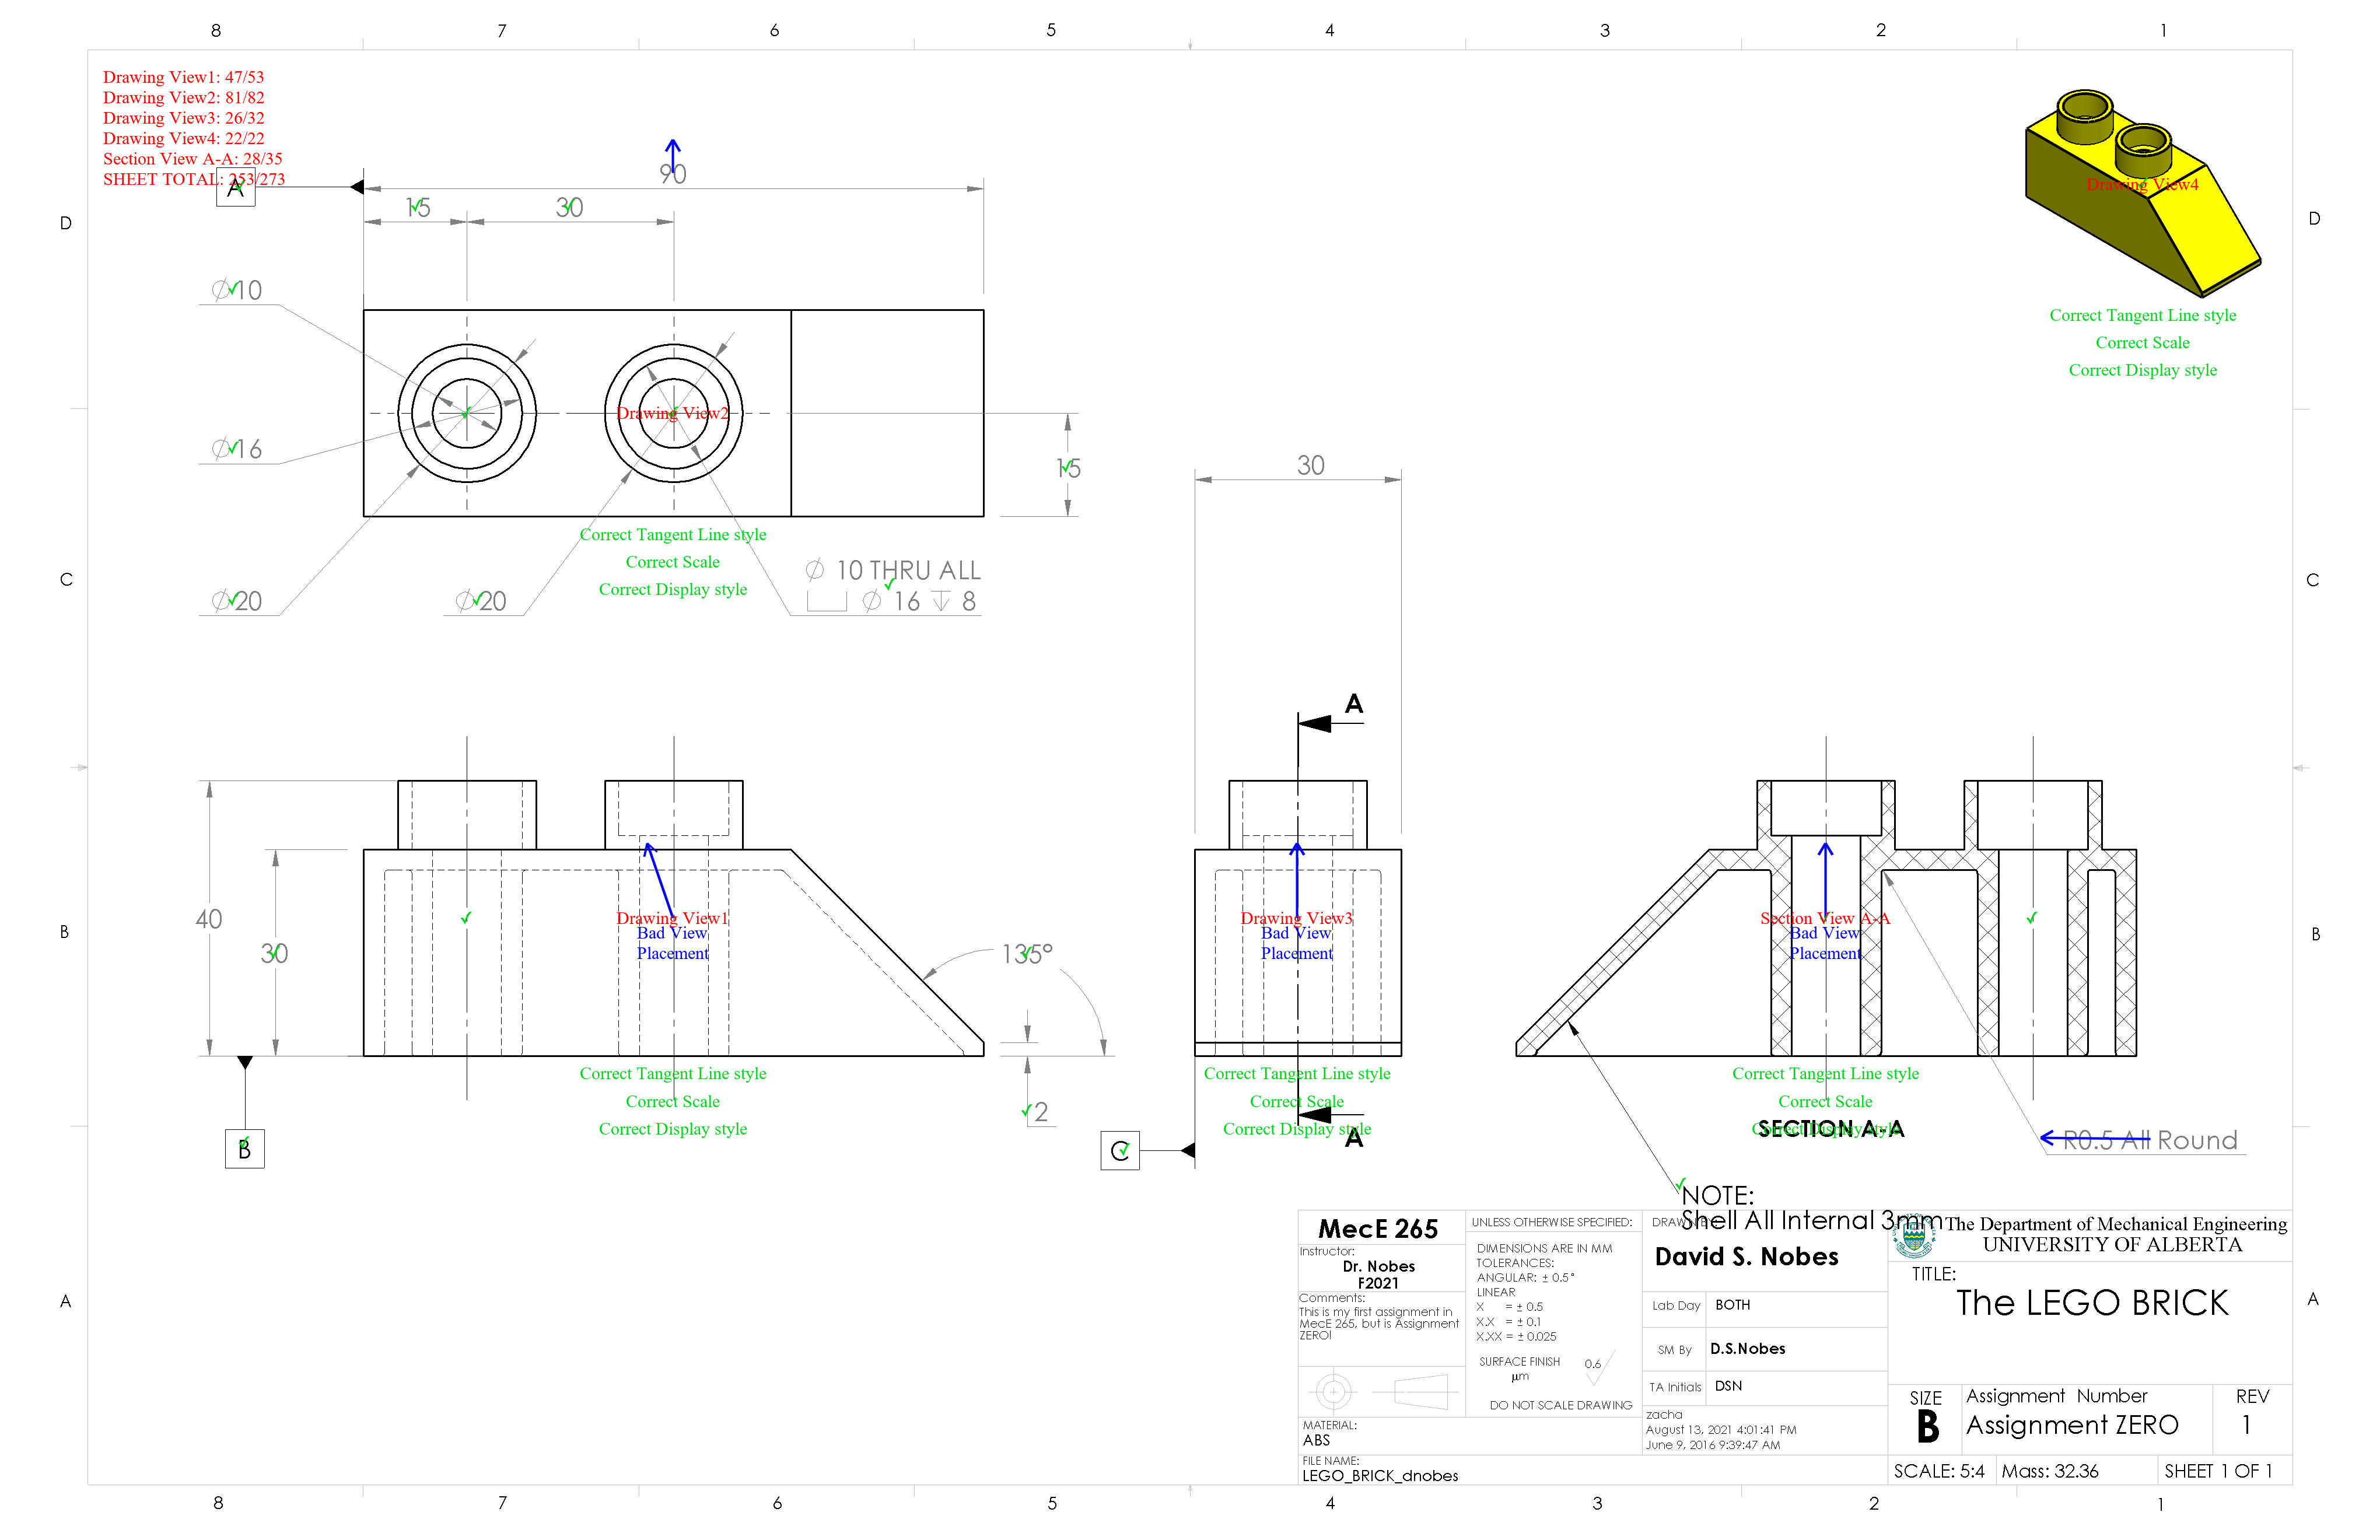 8 7 6 5 4 3 2 1
Drawing View1: 47/53
Drawing View2: 81/82
Drawing View3: 26/32
Drawing View4: 22/22
Section View A-A: 28/35
SHEET TOTAL: 253/273
A
90
15
30
D
D
Drawing View4
Correct Tangent Line style
Correct Scale
Correct Display style
∅10
∅16
Drawing View2
15
30
Correct Tangent Line style
Correct Scale
Correct Display style
∅ 10 THRU ALL
⌴ ∅ 16 ↧ 8
∅20
∅20
C
C
A
40
30
Drawing View1
Bad View
Placement
135°
Drawing View3
Bad View
Placement
Section View A-A
Bad View
Placement
B
B
2
Correct Tangent Line style
Correct Scale
Correct Display style
Correct Tangent Line style
Correct Scale
Correct Display style
A
Correct Tangent Line style
Correct Scale
Correct Display style
SECTION A-A
R0.5 All Round
B
C
NOTE:
Shell All Internal 3mm
MecE 265
Instructor:
Dr. Nobes
F2021
Comments:
This is my first assignment in
MecE 265, but is Assignment
ZERO!
MATERIAL:
ABS
FILE NAME:
LEGO_BRICK_dnobes
UNLESS OTHERWISE SPECIFIED:
DIMENSIONS ARE IN MM
TOLERANCES:
ANGULAR: ± 0.5°
LINEAR
X = ± 0.5
X.X = ± 0.1
X.XX = ± 0.025
SURFACE FINISH 0.6
µm
DO NOT SCALE DRAWING
DRAWN BY:
David S. Nobes
Lab Day BOTH
SM By D.S.Nobes
TA Initials DSN
zacha
August 13, 2021 4:01:41 PM
June 9, 2016 9:39:47 AM
The Department of Mechanical Engineering
UNIVERSITY OF ALBERTA
TITLE:
The LEGO BRICK
SIZE
B
Assignment Number
Assignment ZERO
REV
1
SCALE: 5:4
Mass: 32.36
SHEET 1 OF 1
A
A
8 7 6 5 4 3 2 1